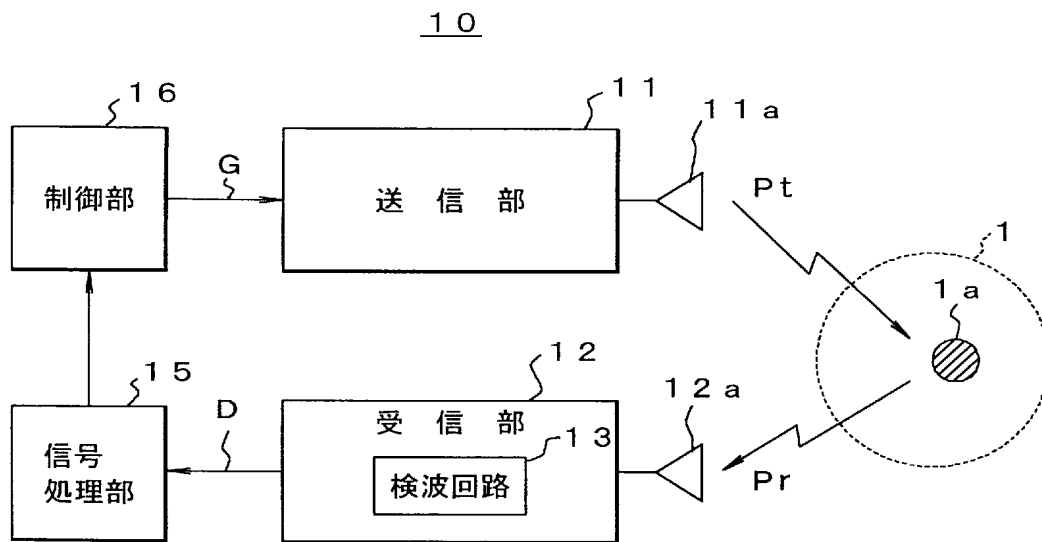 １０
１６
１１
１１ａ
G
制御部
送信部
Pt
１
１ａ
１５
１２
１２ａ
D
受信部
１３
信号
処理部
検波回路
Pr